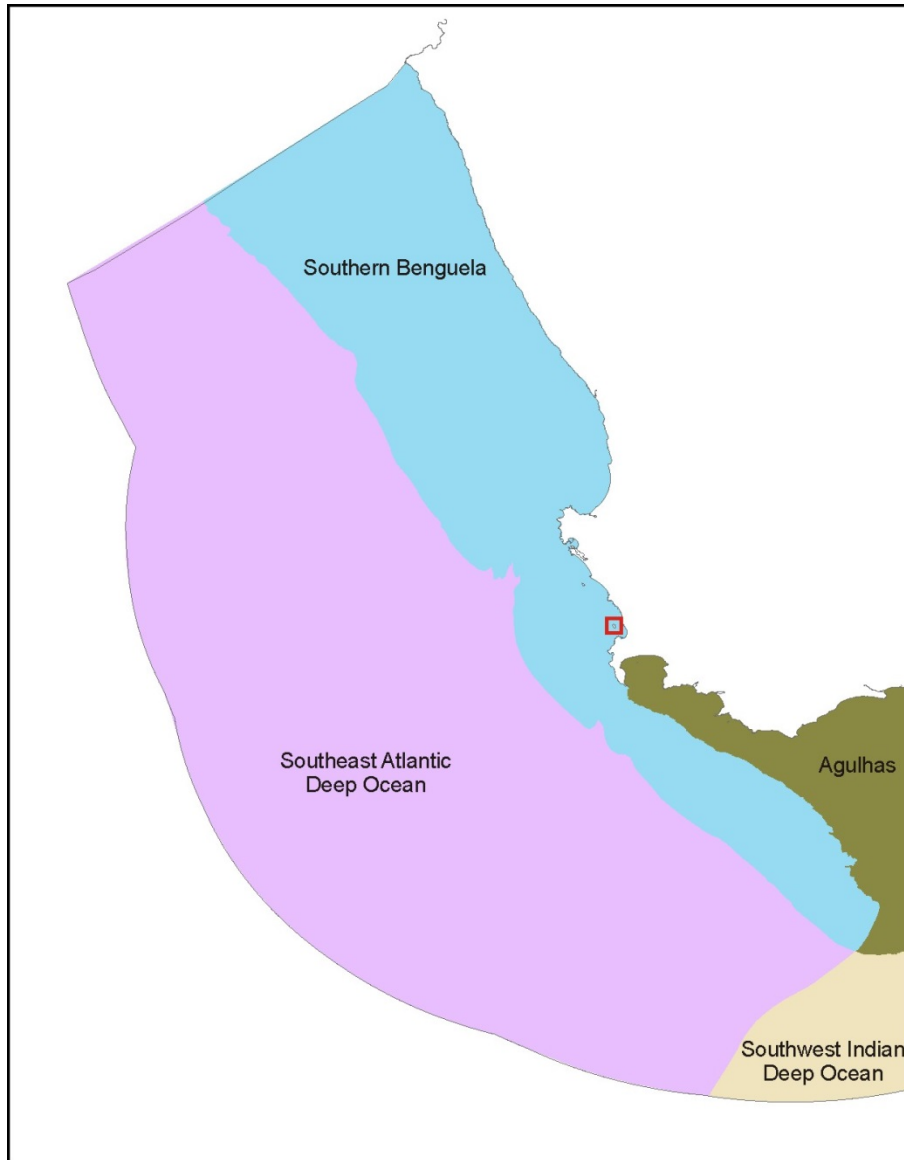 Southern Benguela
Southeast Atlantic
Deep Ocean
Agulhas
Southwest Indian
Deep Ocean